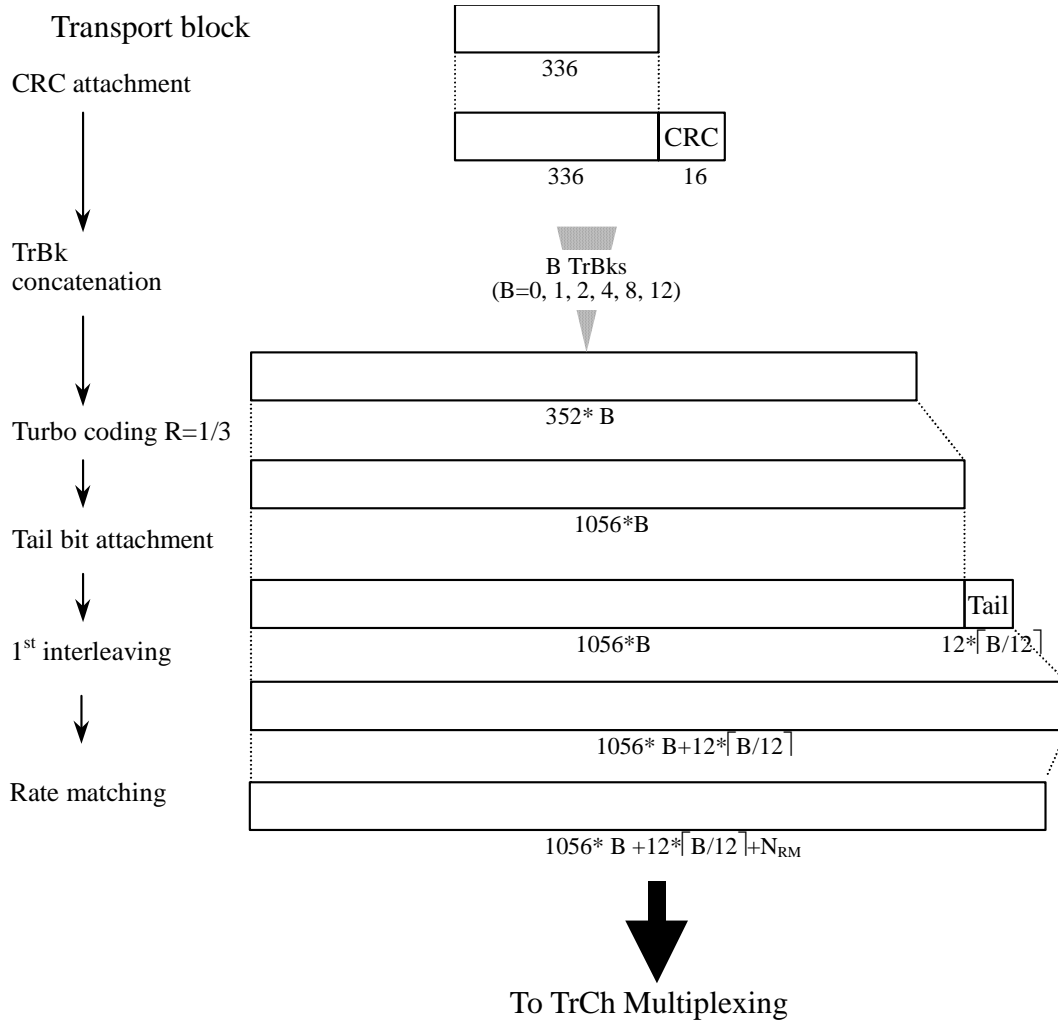 Transport block
336
CRC attachment
CRC
336
16
TrBk
concatenation
B TrBks
(B=0, 1, 2, 4, 8, 12)
352* B
Turbo coding R=1/3
1056*B
Tail bit attachment
Tail
1056*B
12*⌈B/12⌉
1st interleaving
1056* B+12*⌈B/12⌉
Rate matching
1056* B +12*⌈B/12⌉+NRM
To TrCh Multiplexing